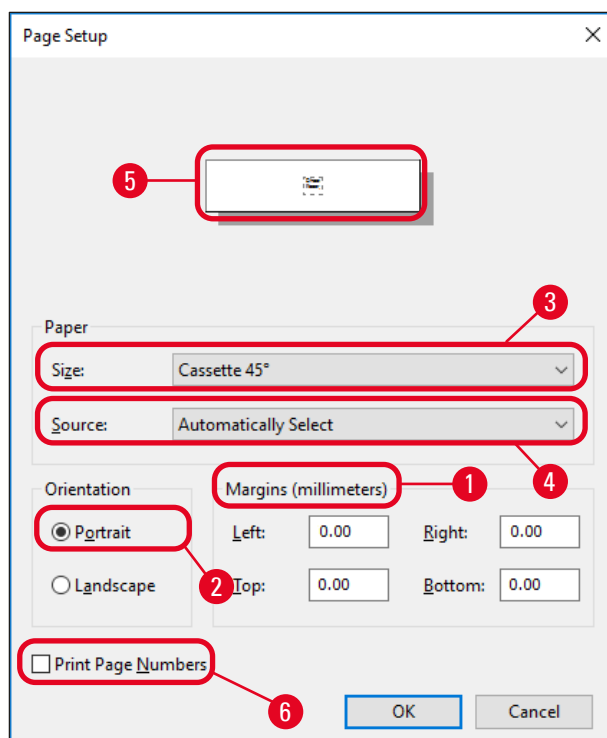 Page Setup
5
3
Paper
Size: Cassette 45°
Source: Automatically Select
4
Orientation
Margins (millimeters)
1
Portrait
Left: 0.00 Right: 0.00
2
Landscape
Top: 0.00 Bottom: 0.00
Print Page Numbers
6
OK Cancel